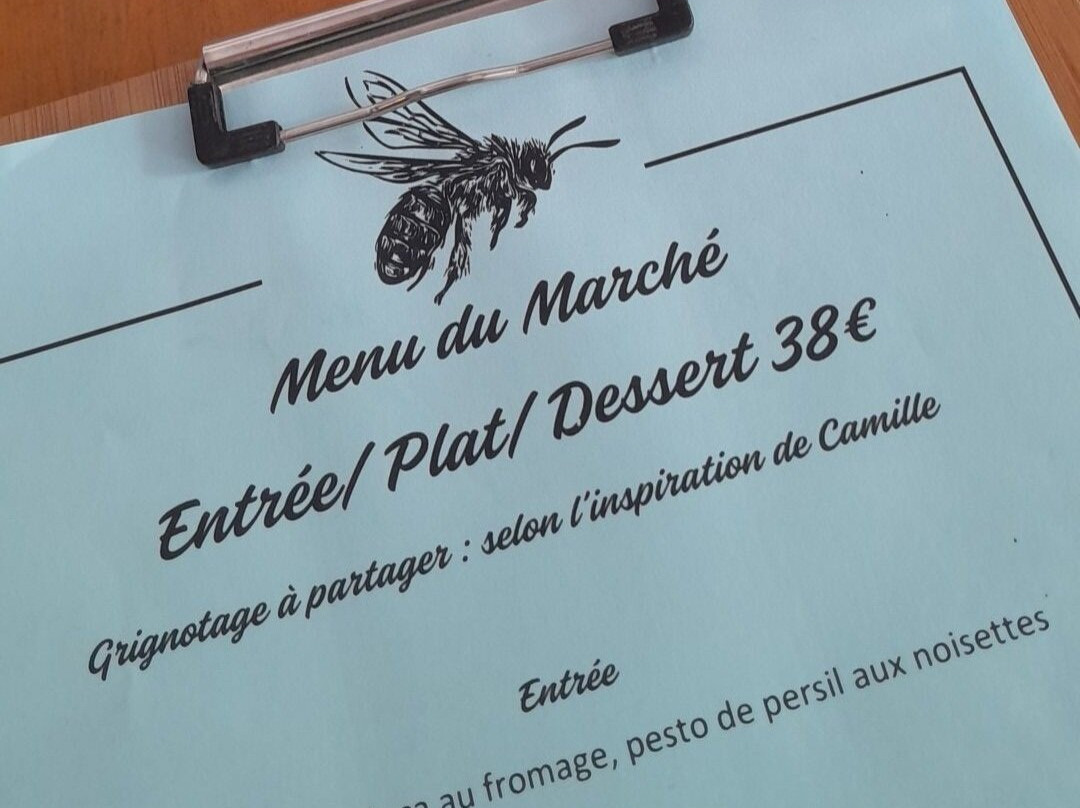 Menu du Marché
Entrée/ Plat/ Dessert 38€
Grignotage à partager : selon l'inspiration de Camille
Entrée
au fromage, pesto de persil aux noisettes